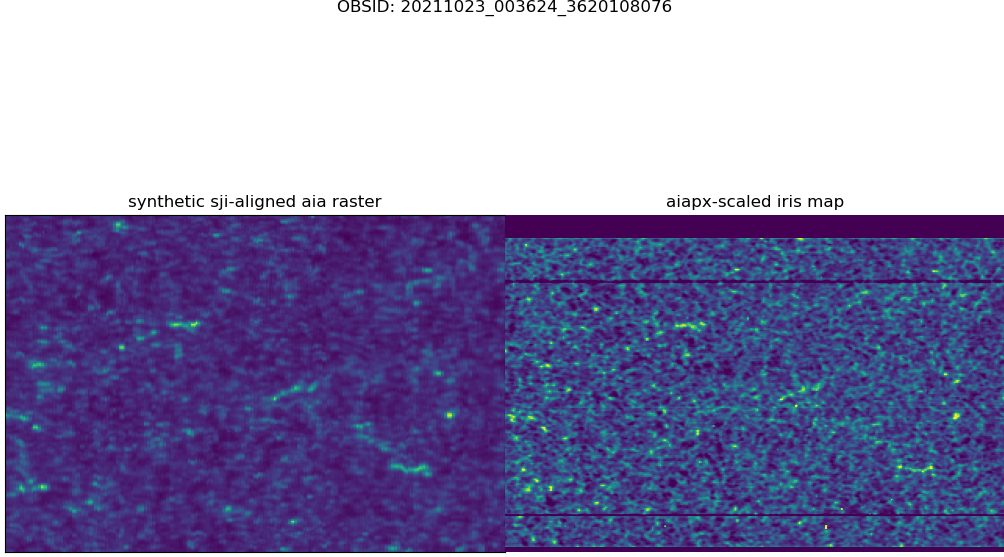 OBSID: 20211023_003624_3620108076
synthetic sji-aligned aia raster
aiapx-scaled iris map